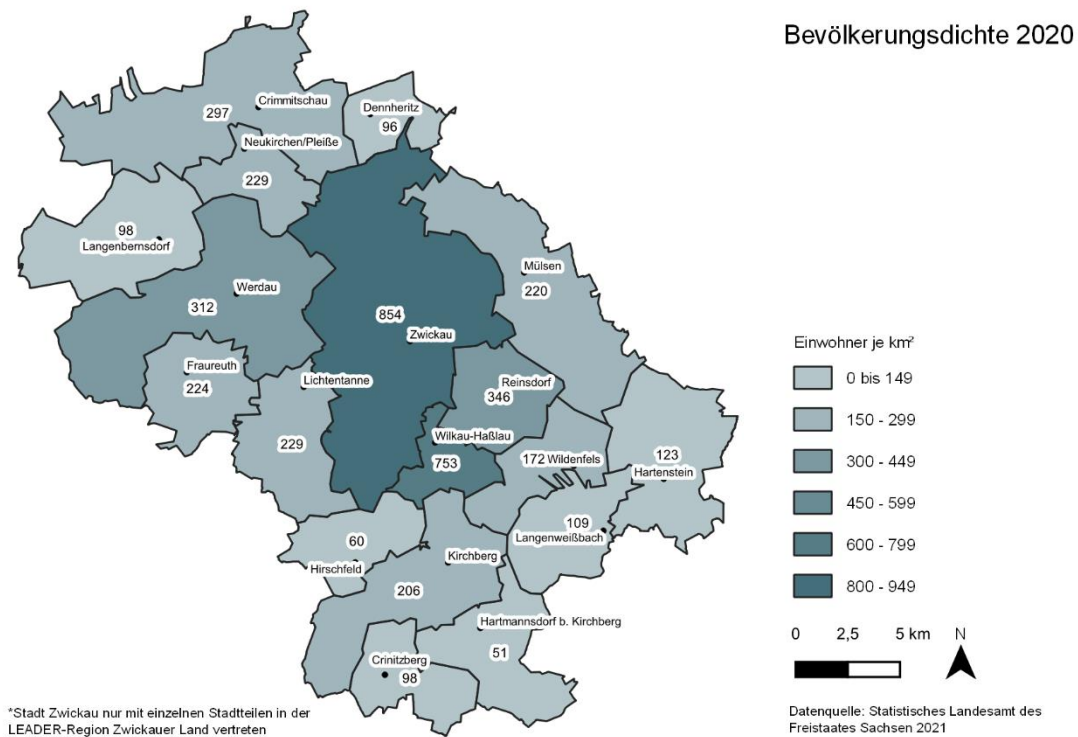 Bevölkerungsdichte 2020
Crimmitschau
297
Dennheritz
96
Neukirchen/Pleiße
229
98
Langenbernsdorf
Werdau
312
Mülsen
220
854
Zwickau
Fraureuth
224
Lichtentanne
229
Reinsdorf
346
Wilkau-Haßlau
753
172 Wildenfels
123
Hartenstein
109
Langenweißbach
60
Hirschfeld
Kirchberg
206
Hartmannsdorf b. Kirchberg
51
Crinitzberg
98
Einwohner je km²
0 bis 149
150 - 299
300 - 449
450 - 599
600 - 799
800 - 949
0 2,5 5 km N
*Stadt Zwickau nur mit einzelnen Stadtteilen in der
LEADER-Region Zwickauer Land vertreten
Datenquelle: Statistisches Landesamt des
Freistaates Sachsen 2021